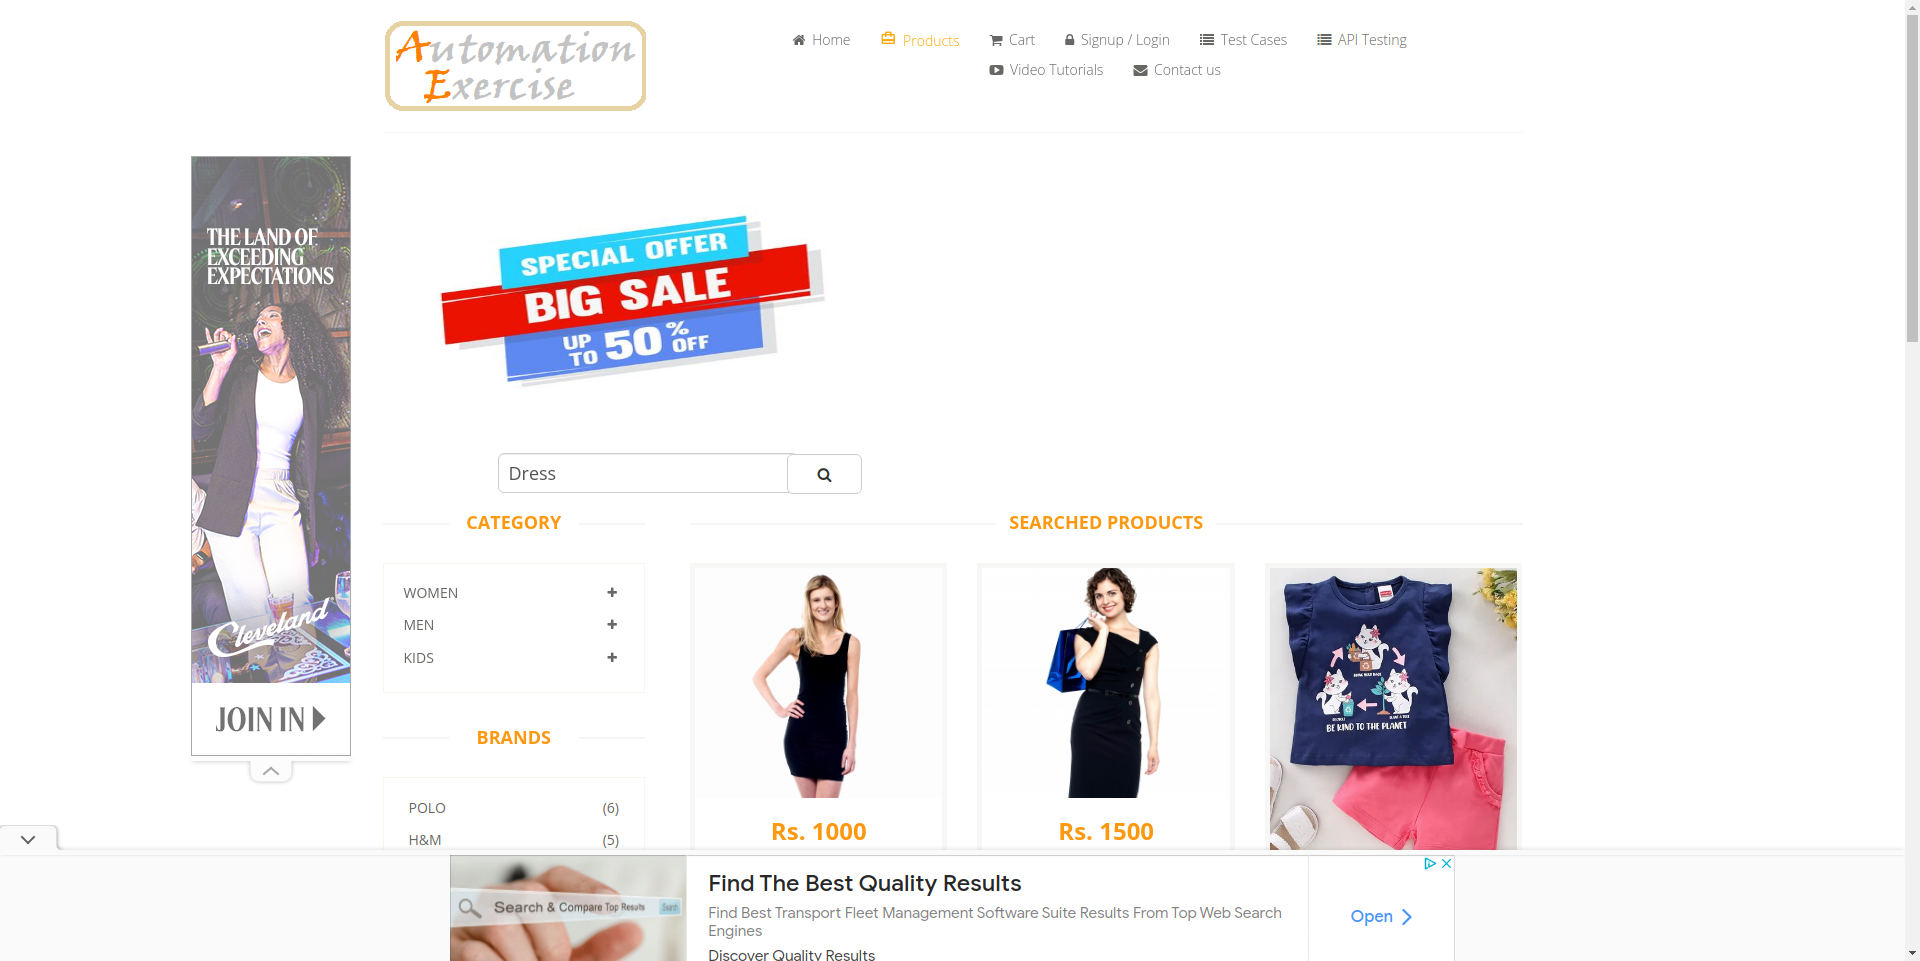 Automation
Exercise
Home
Products
Cart
Signup / Login
Test Cases
API Testing
Video Tutorials
Contact us
THE LAND OF
EXCEEDING
EXPECTATIONS
Cleveland
JOIN IN
SPECIAL OFFER
BIG SALE
UP TO 50% OFF
Dress
CATEGORY
WOMEN
MEN
KIDS
BRANDS
POLO (6)
H&M (5)
SEARCHED PRODUCTS
Rs. 1000
Rs. 1500
BE KIND TO THE PLANET
Search & Compare Top Results
Search
Find The Best Quality Results
Find Best Transport Fleet Management Software Suite Results From Top Web Search
Engines
Discover Quality Results
Open